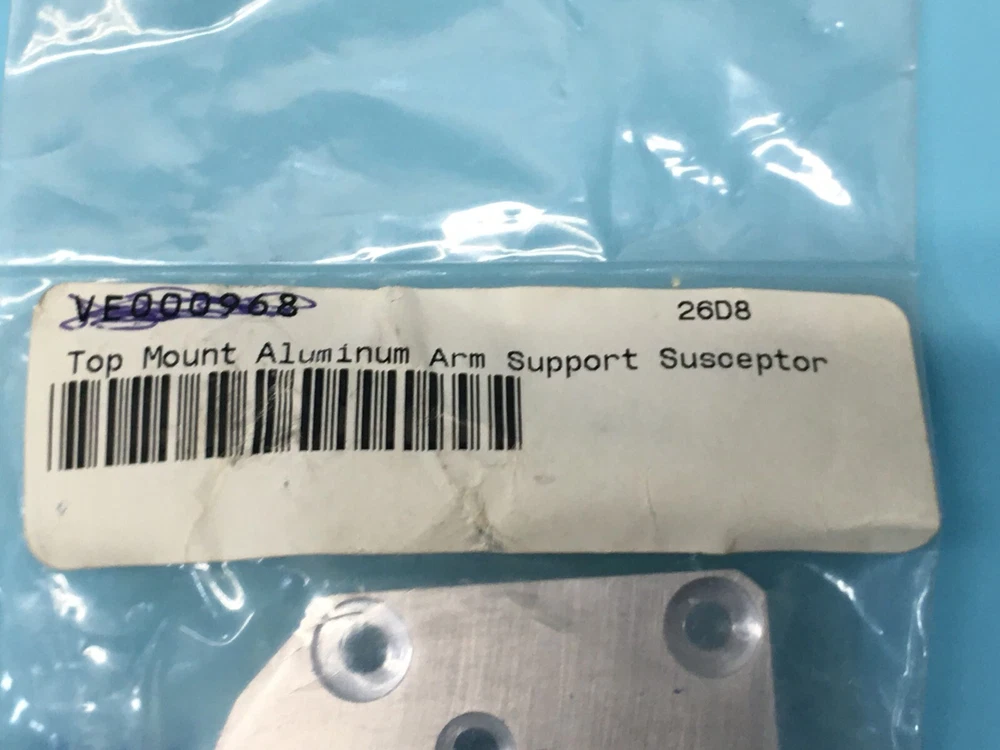 VE000968 26D8
Top Mount Aluminum Arm Support Susceptor